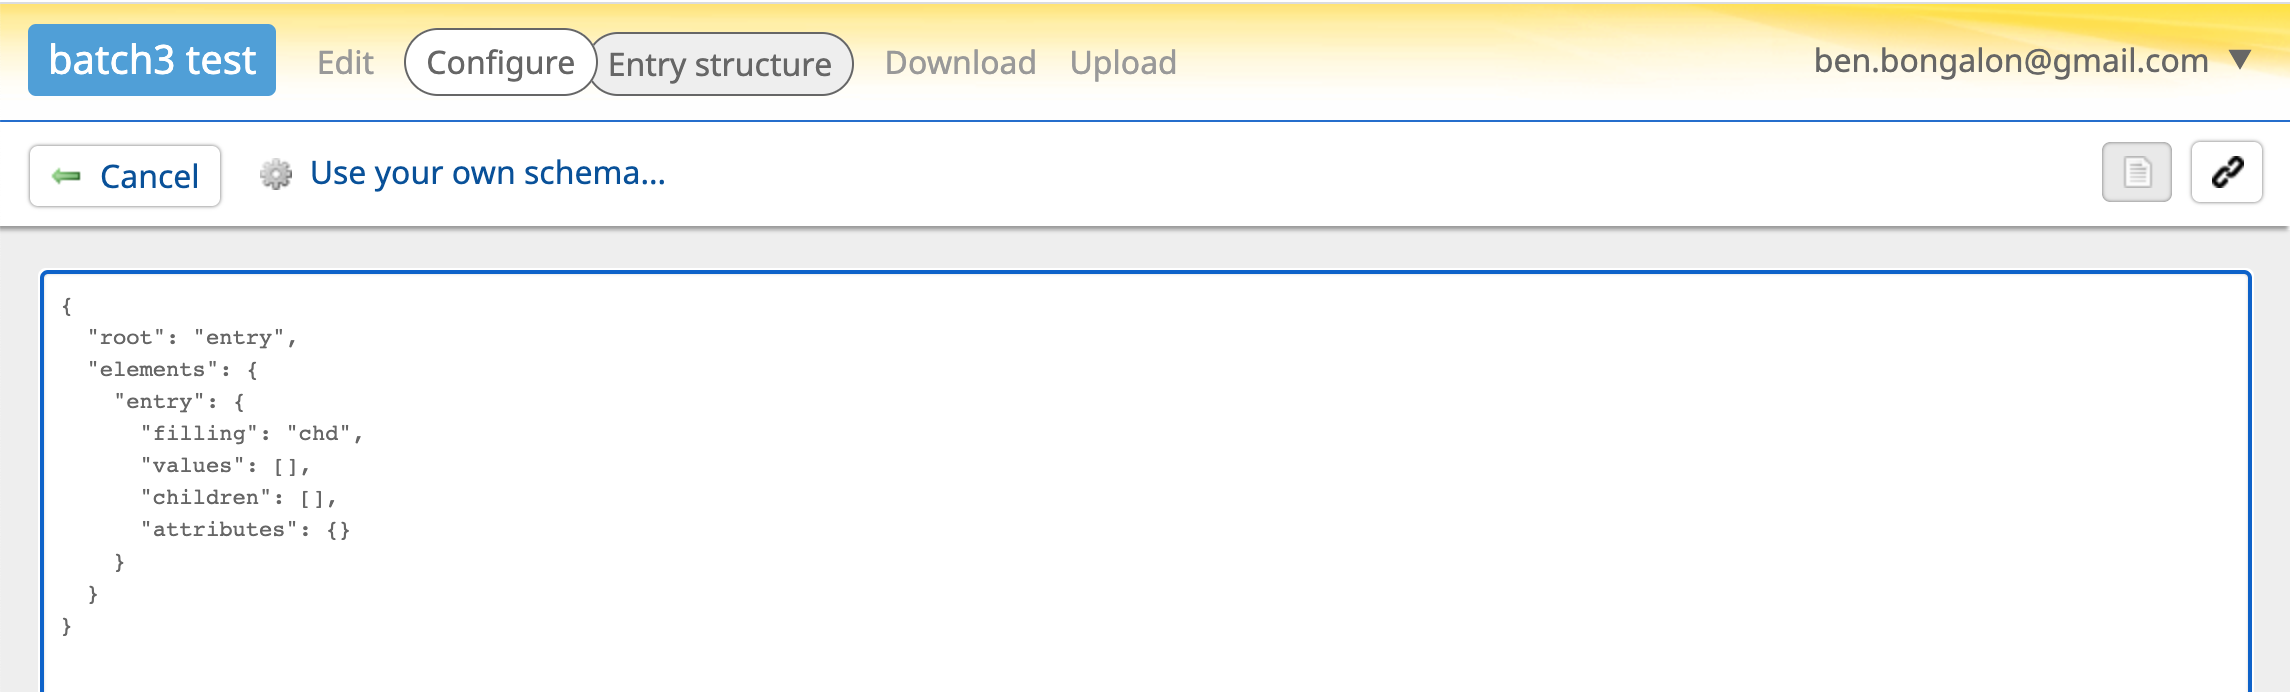 batch3 test Edit Configure Entry structure Download Upload ben.bongalon@gmail.com ▼
Cancel Use your own schema...
{
  "root": "entry",
  "elements": {
    "entry": {
      "filling": "chd",
      "values": [],
      "children": [],
      "attributes": {}
    }
  }
}